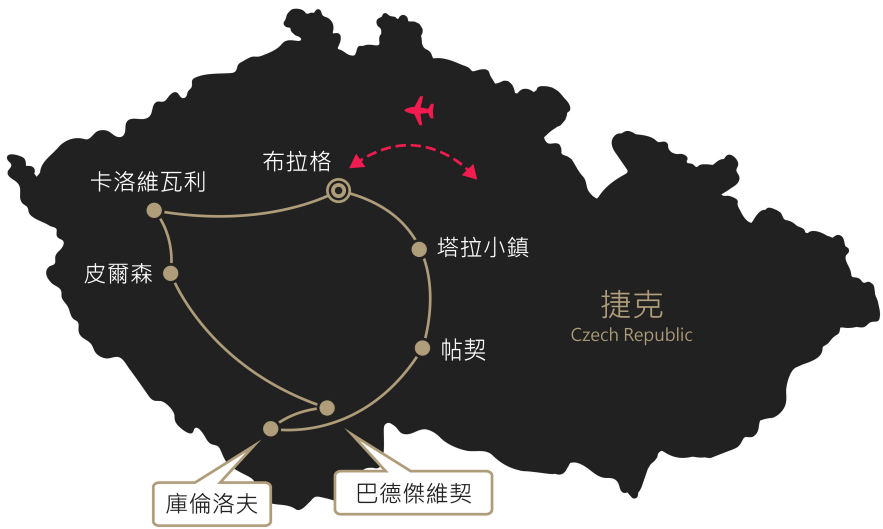 布拉格
卡洛維瓦利
塔拉小鎮
皮爾森
捷克
Czech Republic
帖契
庫倫洛夫
巴德傑維契